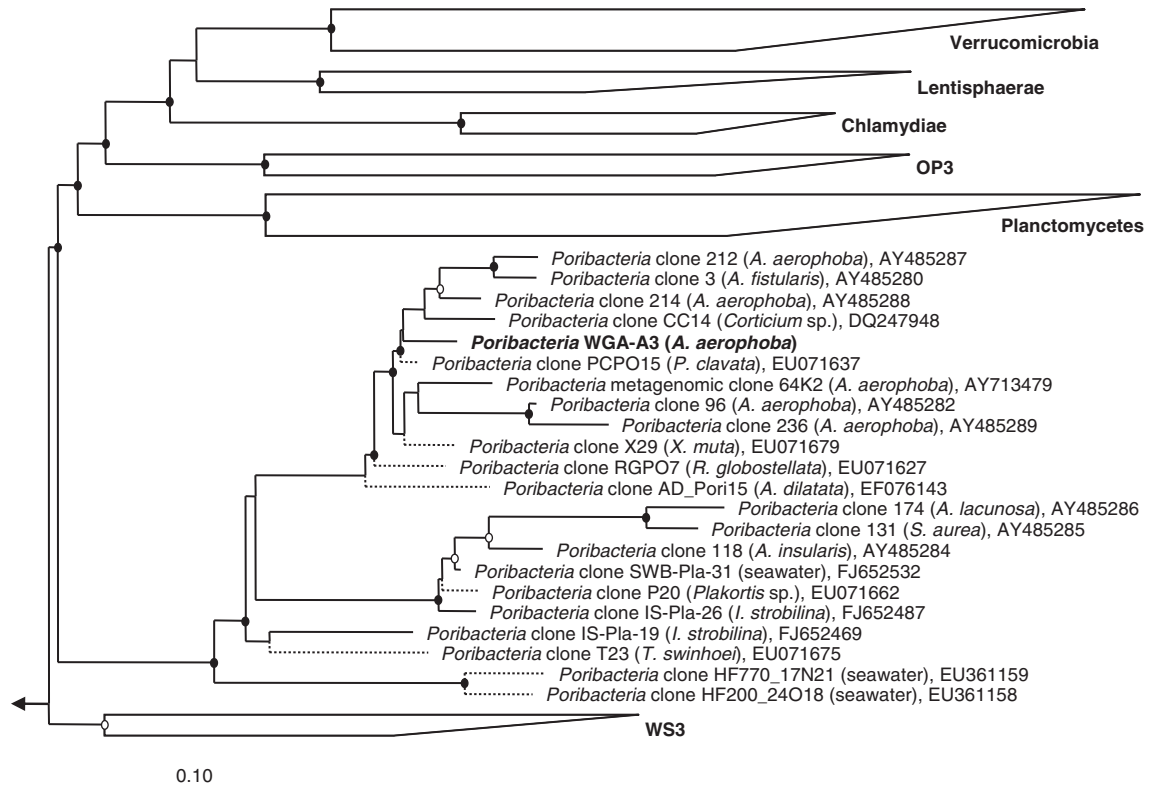 Verrucomicrobia
Lentisphaerae
Chlamydiae
OP3
Planctomycetes
Poribacteria clone 212 (A. aerophoba), AY485287
Poribacteria clone 3 (A. fistularis), AY485280
Poribacteria clone 214 (A. aerophoba), AY485288
Poribacteria clone CC14 (Corticium sp.), DQ247948
Poribacteria WGA-A3 (A. aerophoba)
Poribacteria clone PCPO15 (P. clavata), EU071637
Poribacteria metagenomic clone 64K2 (A. aerophoba), AY713479
Poribacteria clone 96 (A. aerophoba), AY485282
Poribacteria clone 236 (A. aerophoba), AY485289
Poribacteria clone X29 (X. muta), EU071679
Poribacteria clone RGPO7 (R. globostellata), EU071627
Poribacteria clone AD_Pori15 (A. dilatata), EF076143
Poribacteria clone 174 (A. lacunosa), AY485286
Poribacteria clone 131 (S. aurea), AY485285
Poribacteria clone 118 (A. insularis), AY485284
Poribacteria clone SWB-Pla-31 (seawater), FJ652532
Poribacteria clone P20 (Plakortis sp.), EU071662
Poribacteria clone IS-Pla-26 (I. strobilina), FJ652487
Poribacteria clone IS-Pla-19 (I. strobilina), FJ652469
Poribacteria clone T23 (T. swinhoei), EU071675
Poribacteria clone HF770_17N21 (seawater), EU361159
Poribacteria clone HF200_24O18 (seawater), EU361158
WS3
0.10